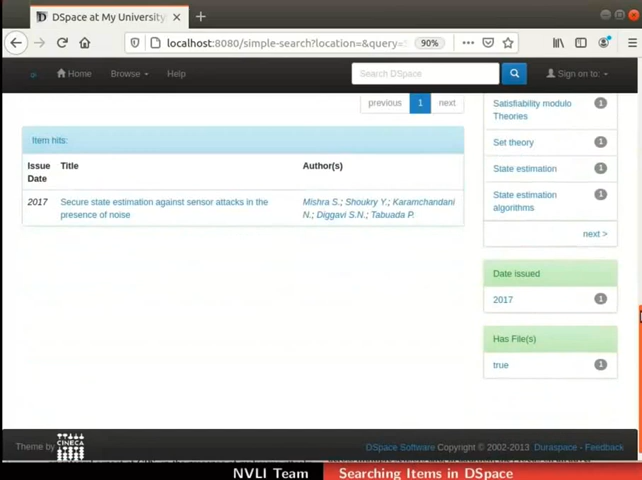 DSpace at My University
localhost:8080/simple-search?location=&query=
90%
Home
Browse
Help
Search DSpace
Sign on to:
previous
1
next
Satisfiability modulo
Theories
1
Set theory
1
State estimation
1
State estimation
algorithms
1
next >
Item hits:
Issue
Date
Title
Author(s)
2017
Secure state estimation against sensor attacks in the
presence of noise
Mishra S.; Shoukry Y.; Karamchandani
N.; Diggavi S.N.; Tabuada P.
Date issued
2017
1
Has File(s)
true
1
Theme by
CINECA
DSpace Software Copyright © 2002-2013 Duraspace - Feedback
NVLI Team
Searching Items in DSpace